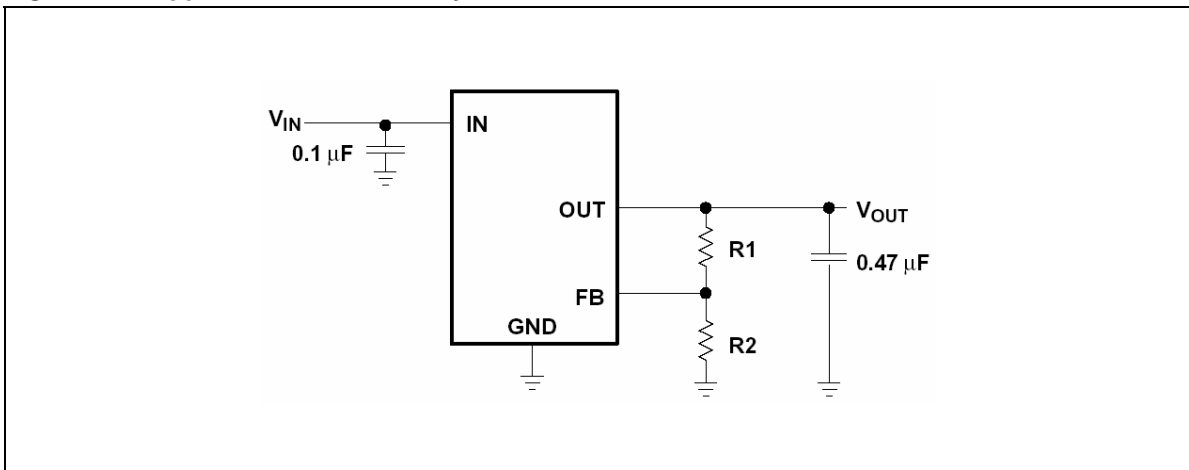 V_IN
IN
0.1 μF
OUT
V_OUT
R1
0.47 μF
FB
GND
R2